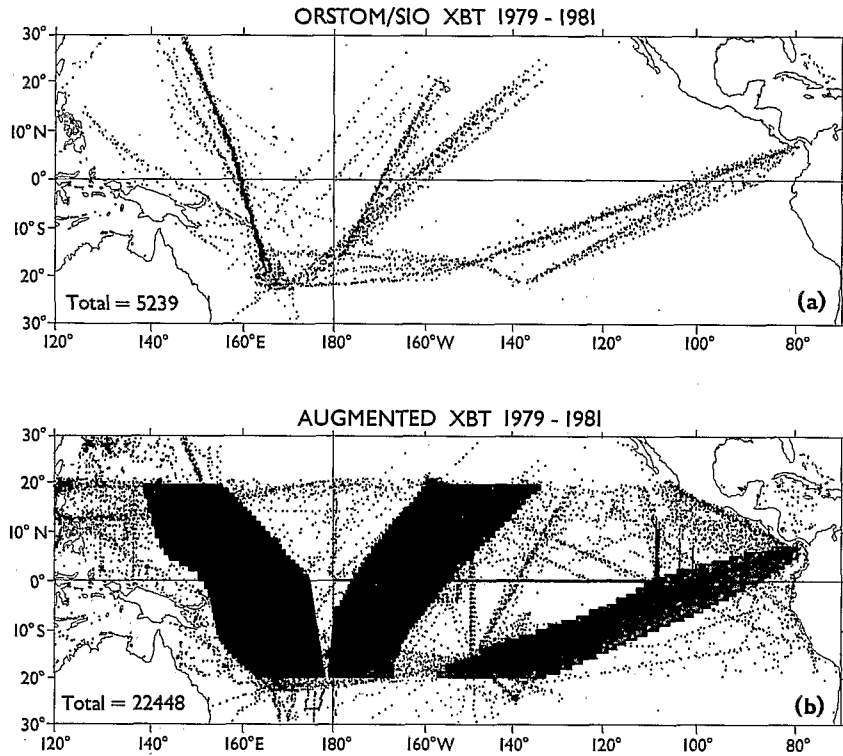 ORSTOM/SIO XBT 1979 - 1981
30°
20°
10°N
0°
10°S
20°
30°
Total = 5239
(a)
120° 140° 160°E 180° 160°W 140° 120° 100° 80°
AUGMENTED XBT 1979 - 1981
30°
20°
10°N
0°
10°S
20°
30°
Total = 22448
(b)
120° 140° 160°E 180° 160°W 140° 120° 100° 80°